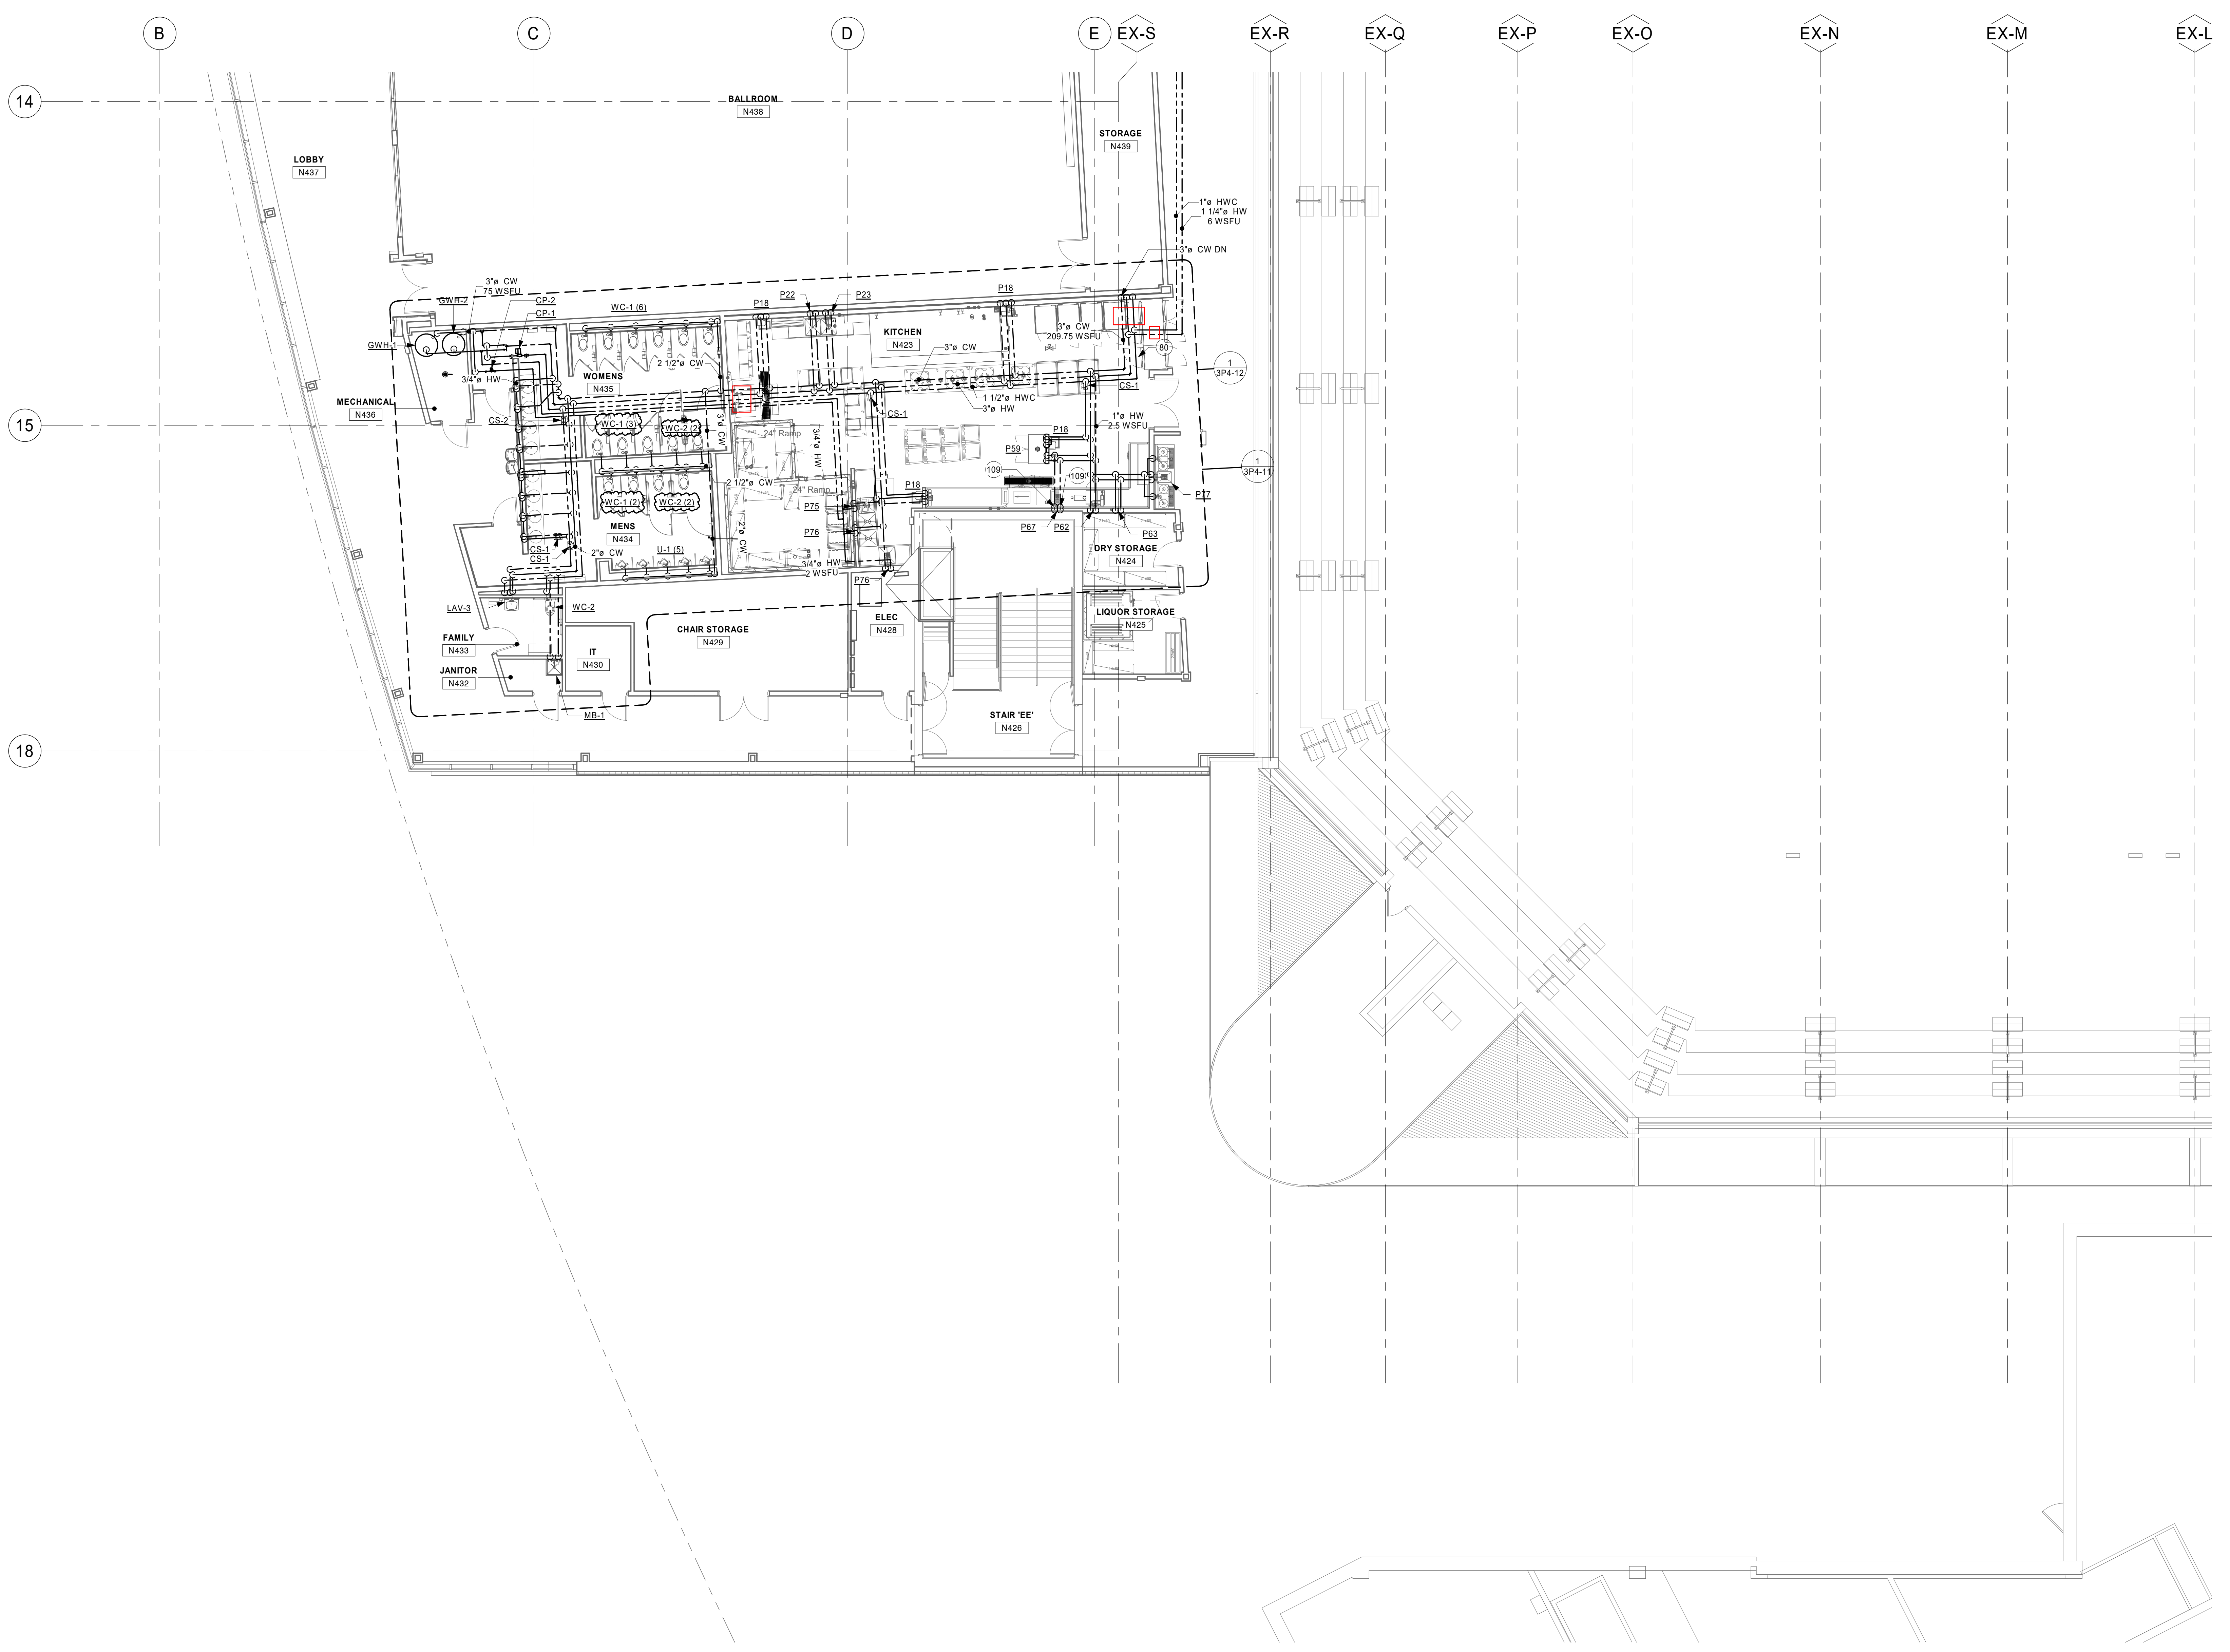 B
C
D
E
EX-S
EX-R
EX-Q
EX-P
EX-O
EX-N
EX-M
EX-L
14
15
18
BALLROOM
N438
STORAGE
N439
LOBBY
N437
1"ø HWC
1 1/4"ø HW
6 WSFU
3"ø CW DN
3"ø CW
75 WSFU
GWH-2
CP-2
CP-1
WC-1 (6)
P18
P22
P23
P18
GWH-1
KITCHEN
N423
3"ø CW
209.75 WSFU
80
3"ø CW
2 1/2"ø CW
3/4"ø HW
WOMENS
N435
1
3P4-12
CS-1
1 1/2"ø HWC
3"ø HW
MECHANICAL
N436
CS-2
CS-1
WC-1 (3)
WC-2 (2)
3"ø CW
24" Ramp
3/4"ø HW
1"ø HW
2.5 WSFU
P18
P59
109
109
1
3P4-11
2 1/2"ø CW
24" Ramp
P18
P77
WC-1 (2)
WC-2 (2)
P75
P76
MENS
N434
2"ø CW
P67
P62
P63
CS-1
CS-1
2"ø CW
U-1 (5)
3/4"ø HW
2 WSFU
P76
DRY STORAGE
N424
LAV-3
WC-2
ELEC
N428
LIQUOR STORAGE
N425
CHAIR STORAGE
N429
FAMILY
N433
IT
N430
JANITOR
N432
MB-1
STAIR 'EE'
N426